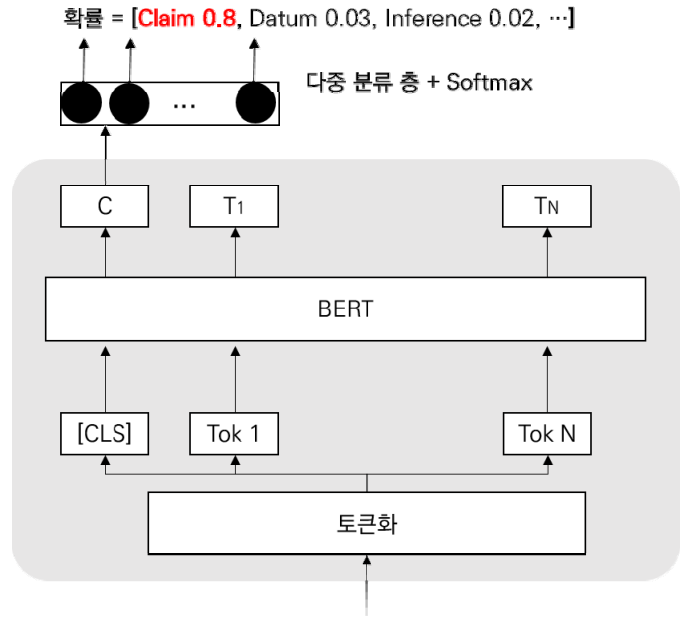 확률 = [Claim 0.8, Datum 0.03, Inference 0.02, ⋯]
다중 분류 층 + Softmax
...
C T1 TN
BERT
[CLS] Tok 1 Tok N
토큰화